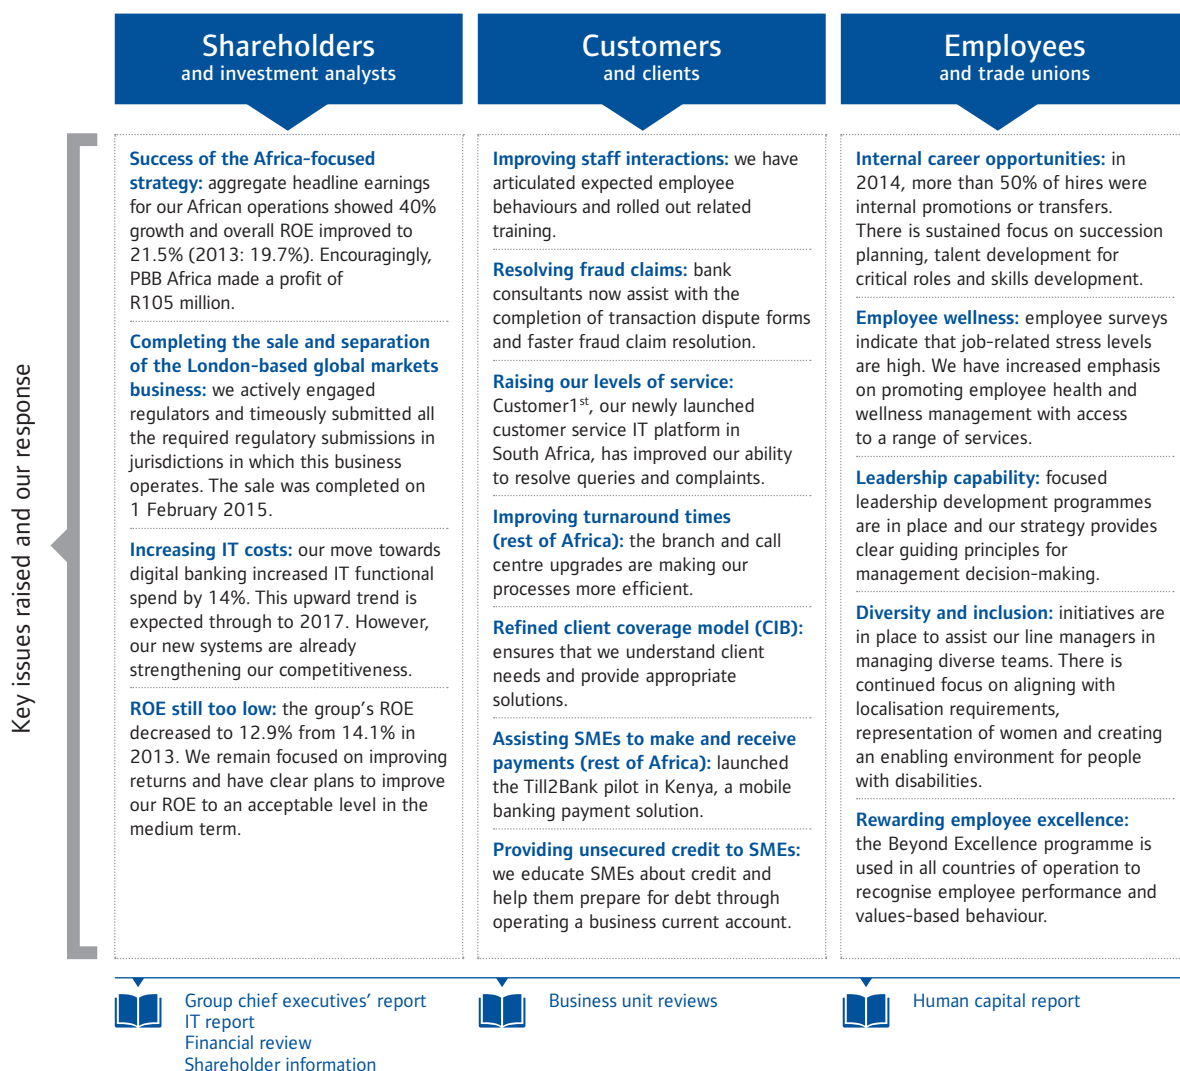 Shareholders
and investment analysts
Customers
and clients
Employees
and trade unions
Key issues raised and our response
Success of the Africa-focused
strategy: aggregate headline earnings
for our African operations showed 40%
growth and overall ROE improved to
21.5% (2013: 19.7%). Encouragingly,
PBB Africa made a profit of
R105 million.
Completing the sale and separation
of the London-based global markets
business: we actively engaged
regulators and timeously submitted all
the required regulatory submissions in
jurisdictions in which this business
operates. The sale was completed on
1 February 2015.
Increasing IT costs: our move towards
digital banking increased IT functional
spend by 14%. This upward trend is
expected through to 2017. However,
our new systems are already
strengthening our competitiveness.
ROE still too low: the group's ROE
decreased to 12.9% from 14.1% in
2013. We remain focused on improving
returns and have clear plans to improve
our ROE to an acceptable level in the
medium term.
Improving staff interactions: we have
articulated expected employee
behaviours and rolled out related
training.
Resolving fraud claims: bank
consultants now assist with the
completion of transaction dispute forms
and faster fraud claim resolution.
Raising our levels of service:
Customer1st, our newly launched
customer service IT platform in
South Africa, has improved our ability
to resolve queries and complaints.
Improving turnaround times
(rest of Africa): the branch and call
centre upgrades are making our
processes more efficient.
Refined client coverage model (CIB):
ensures that we understand client
needs and provide appropriate
solutions.
Assisting SMEs to make and receive
payments (rest of Africa): launched
the Till2Bank pilot in Kenya, a mobile
banking payment solution.
Providing unsecured credit to SMEs:
we educate SMEs about credit and
help them prepare for debt through
operating a business current account.
Internal career opportunities: in
2014, more than 50% of hires were
internal promotions or transfers.
There is sustained focus on succession
planning, talent development for
critical roles and skills development.
Employee wellness: employee surveys
indicate that job-related stress levels
are high. We have increased emphasis
on promoting employee health and
wellness management with access
to a range of services.
Leadership capability: focused
leadership development programmes
are in place and our strategy provides
clear guiding principles for
management decision-making.
Diversity and inclusion: initiatives are
in place to assist our line managers in
managing diverse teams. There is
continued focus on aligning with
localisation requirements,
representation of women and creating
an enabling environment for people
with disabilities.
Rewarding employee excellence:
the Beyond Excellence programme is
used in all countries of operation to
recognise employee performance and
values-based behaviour.
Group chief executives' report
IT report
Financial review
Shareholder information
Business unit reviews
Human capital report